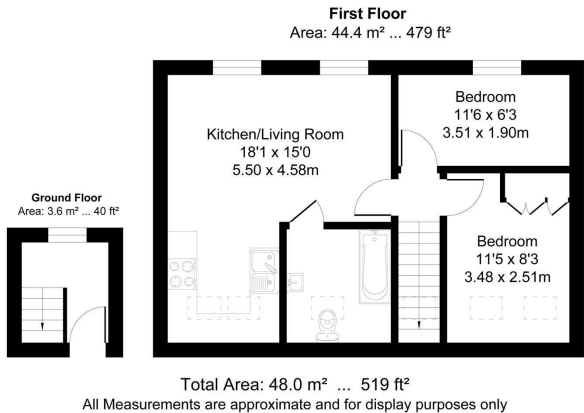 First Floor
Area: 44.4 m² ... 479 ft²
Bedroom
11'6 x 6'3
3.51 x 1.90m
Kitchen/Living Room
18'1 x 15'0
5.50 x 4.58m
Ground Floor
Area: 3.6 m² ... 40 ft²
Bedroom
11'5 x 8'3
3.48 x 2.51m
Total Area: 48.0 m² ... 519 ft²
All Measurements are approximate and for display purposes only